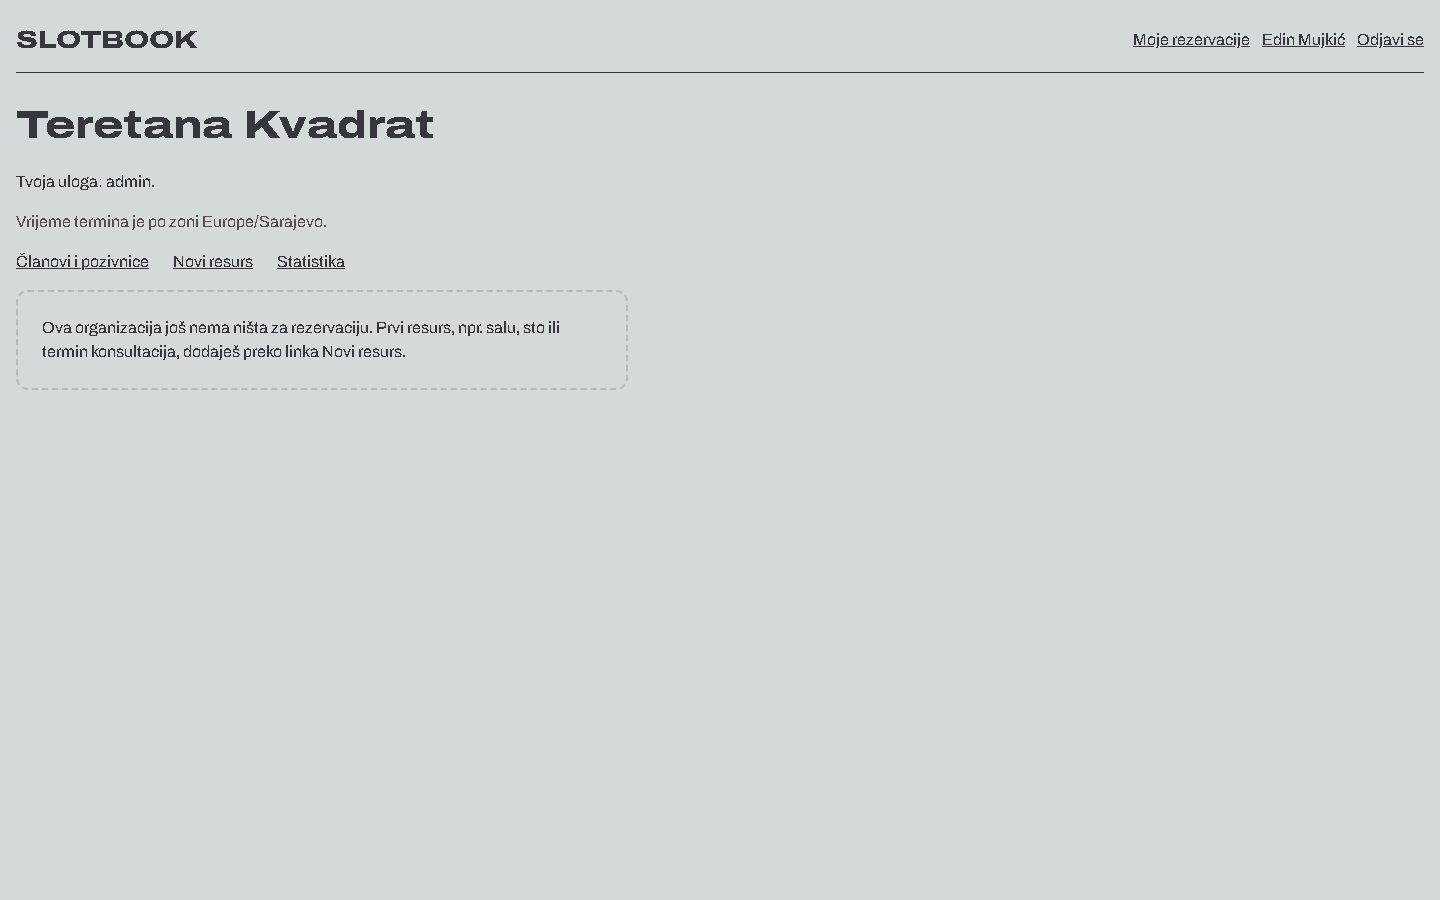 SLOTBOOK
Moje rezervacije Edin Mujkić Odjavi se
Teretana Kvadrat
Tvoja uloga: admin.
Vrijeme termina je po zoni Europe/Sarajevo.
Članovi i pozivnice Novi resurs Statistika
Ova organizacija još nema ništa za rezervaciju. Prvi resurs, npr. salu, sto ili
termin konsultacija, dodaješ preko linka Novi resurs.